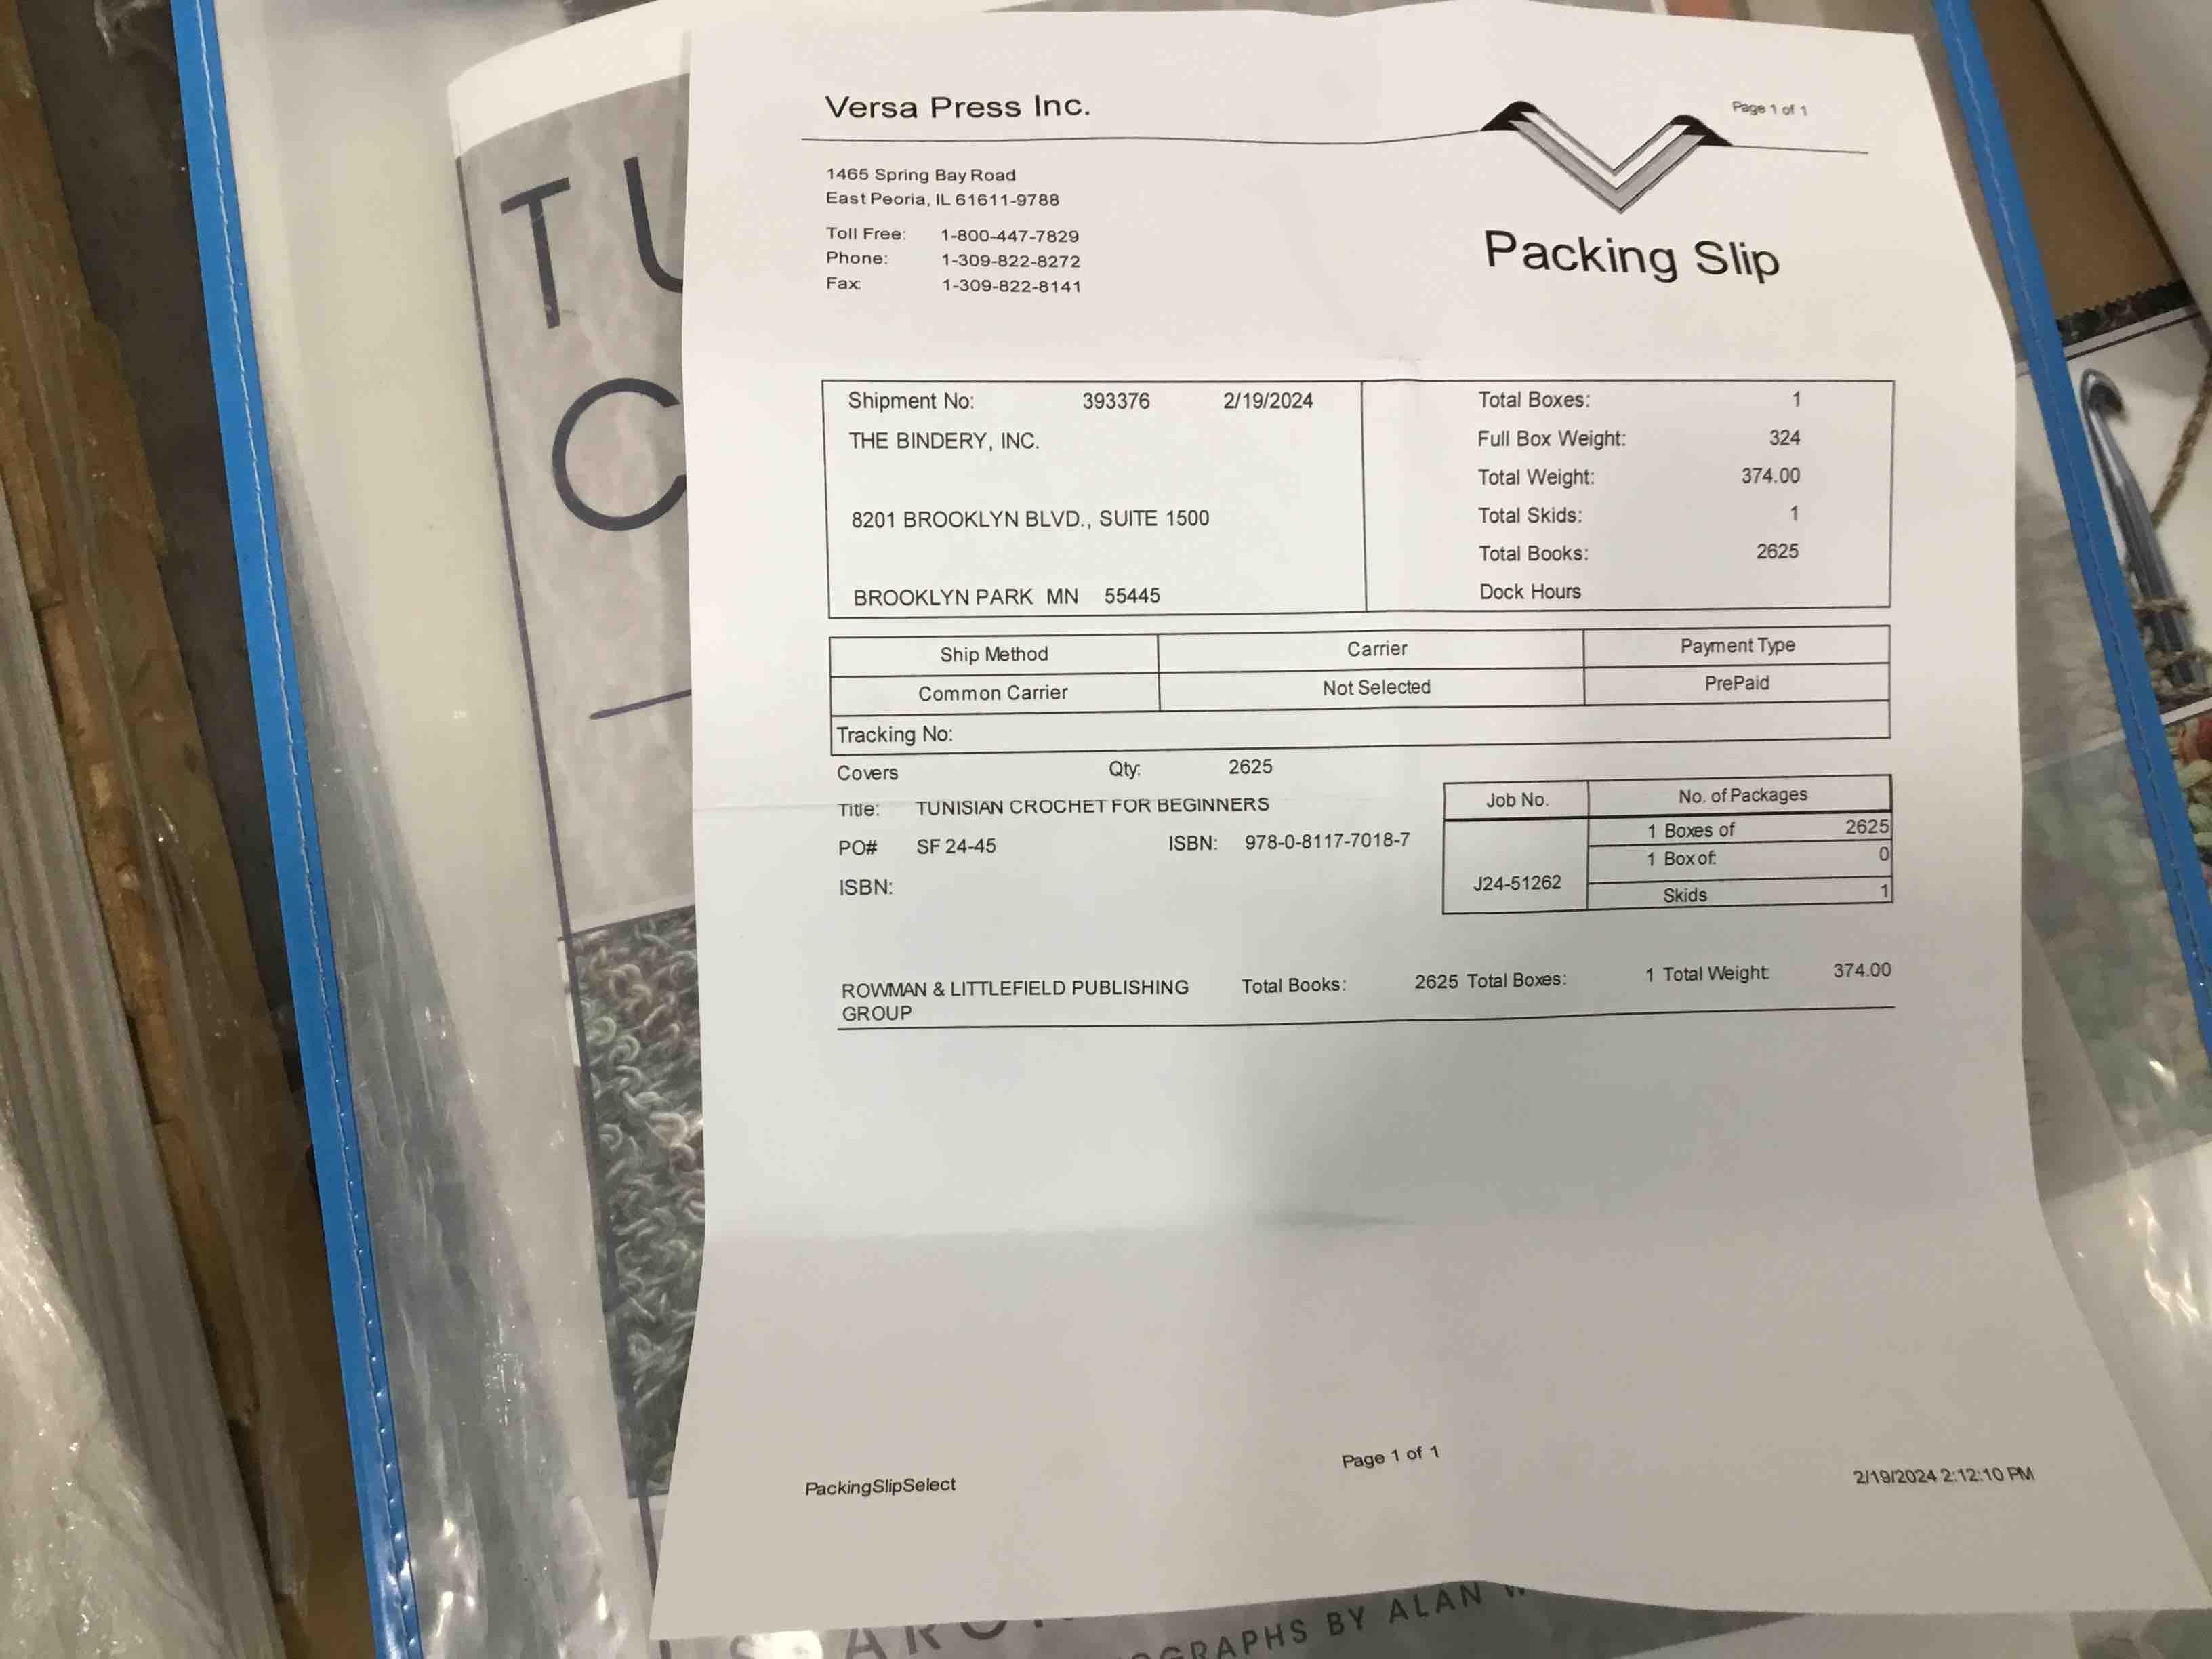 Versa Press Inc.
Page 1 of 1
1465 Spring Bay Road
East Peoria, IL 61611-9788
Toll Free: 1-800-447-7829
Phone: 1-309-822-8272
Fax: 1-309-822-8141
Packing Slip
Shipment No: 393376 2/19/2024
THE BINDERY, INC.
8201 BROOKLYN BLVD., SUITE 1500
BROOKLYN PARK MN 55445
Total Boxes: 1
Full Box Weight: 324
Total Weight: 374.00
Total Skids: 1
Total Books: 2625
Dock Hours
Ship Method Carrier Payment Type
Common Carrier Not Selected PrePaid
Tracking No:
Covers Qty: 2625
Title: TUNISIAN CROCHET FOR BEGINNERS
PO# SF 24-45 ISBN: 978-0-8117-7018-7
ISBN:
Job No. No. of Packages
1 Boxes of 2625
1 Box of: 0
J24-51262
Skids 1
ROWMAN & LITTLEFIELD PUBLISHING Total Books: 2625 Total Boxes: 1 Total Weight: 374.00
GROUP
PackingSlipSelect Page 1 of 1 2/19/2024 2:12:10 PM
TU
C
BY ALAN